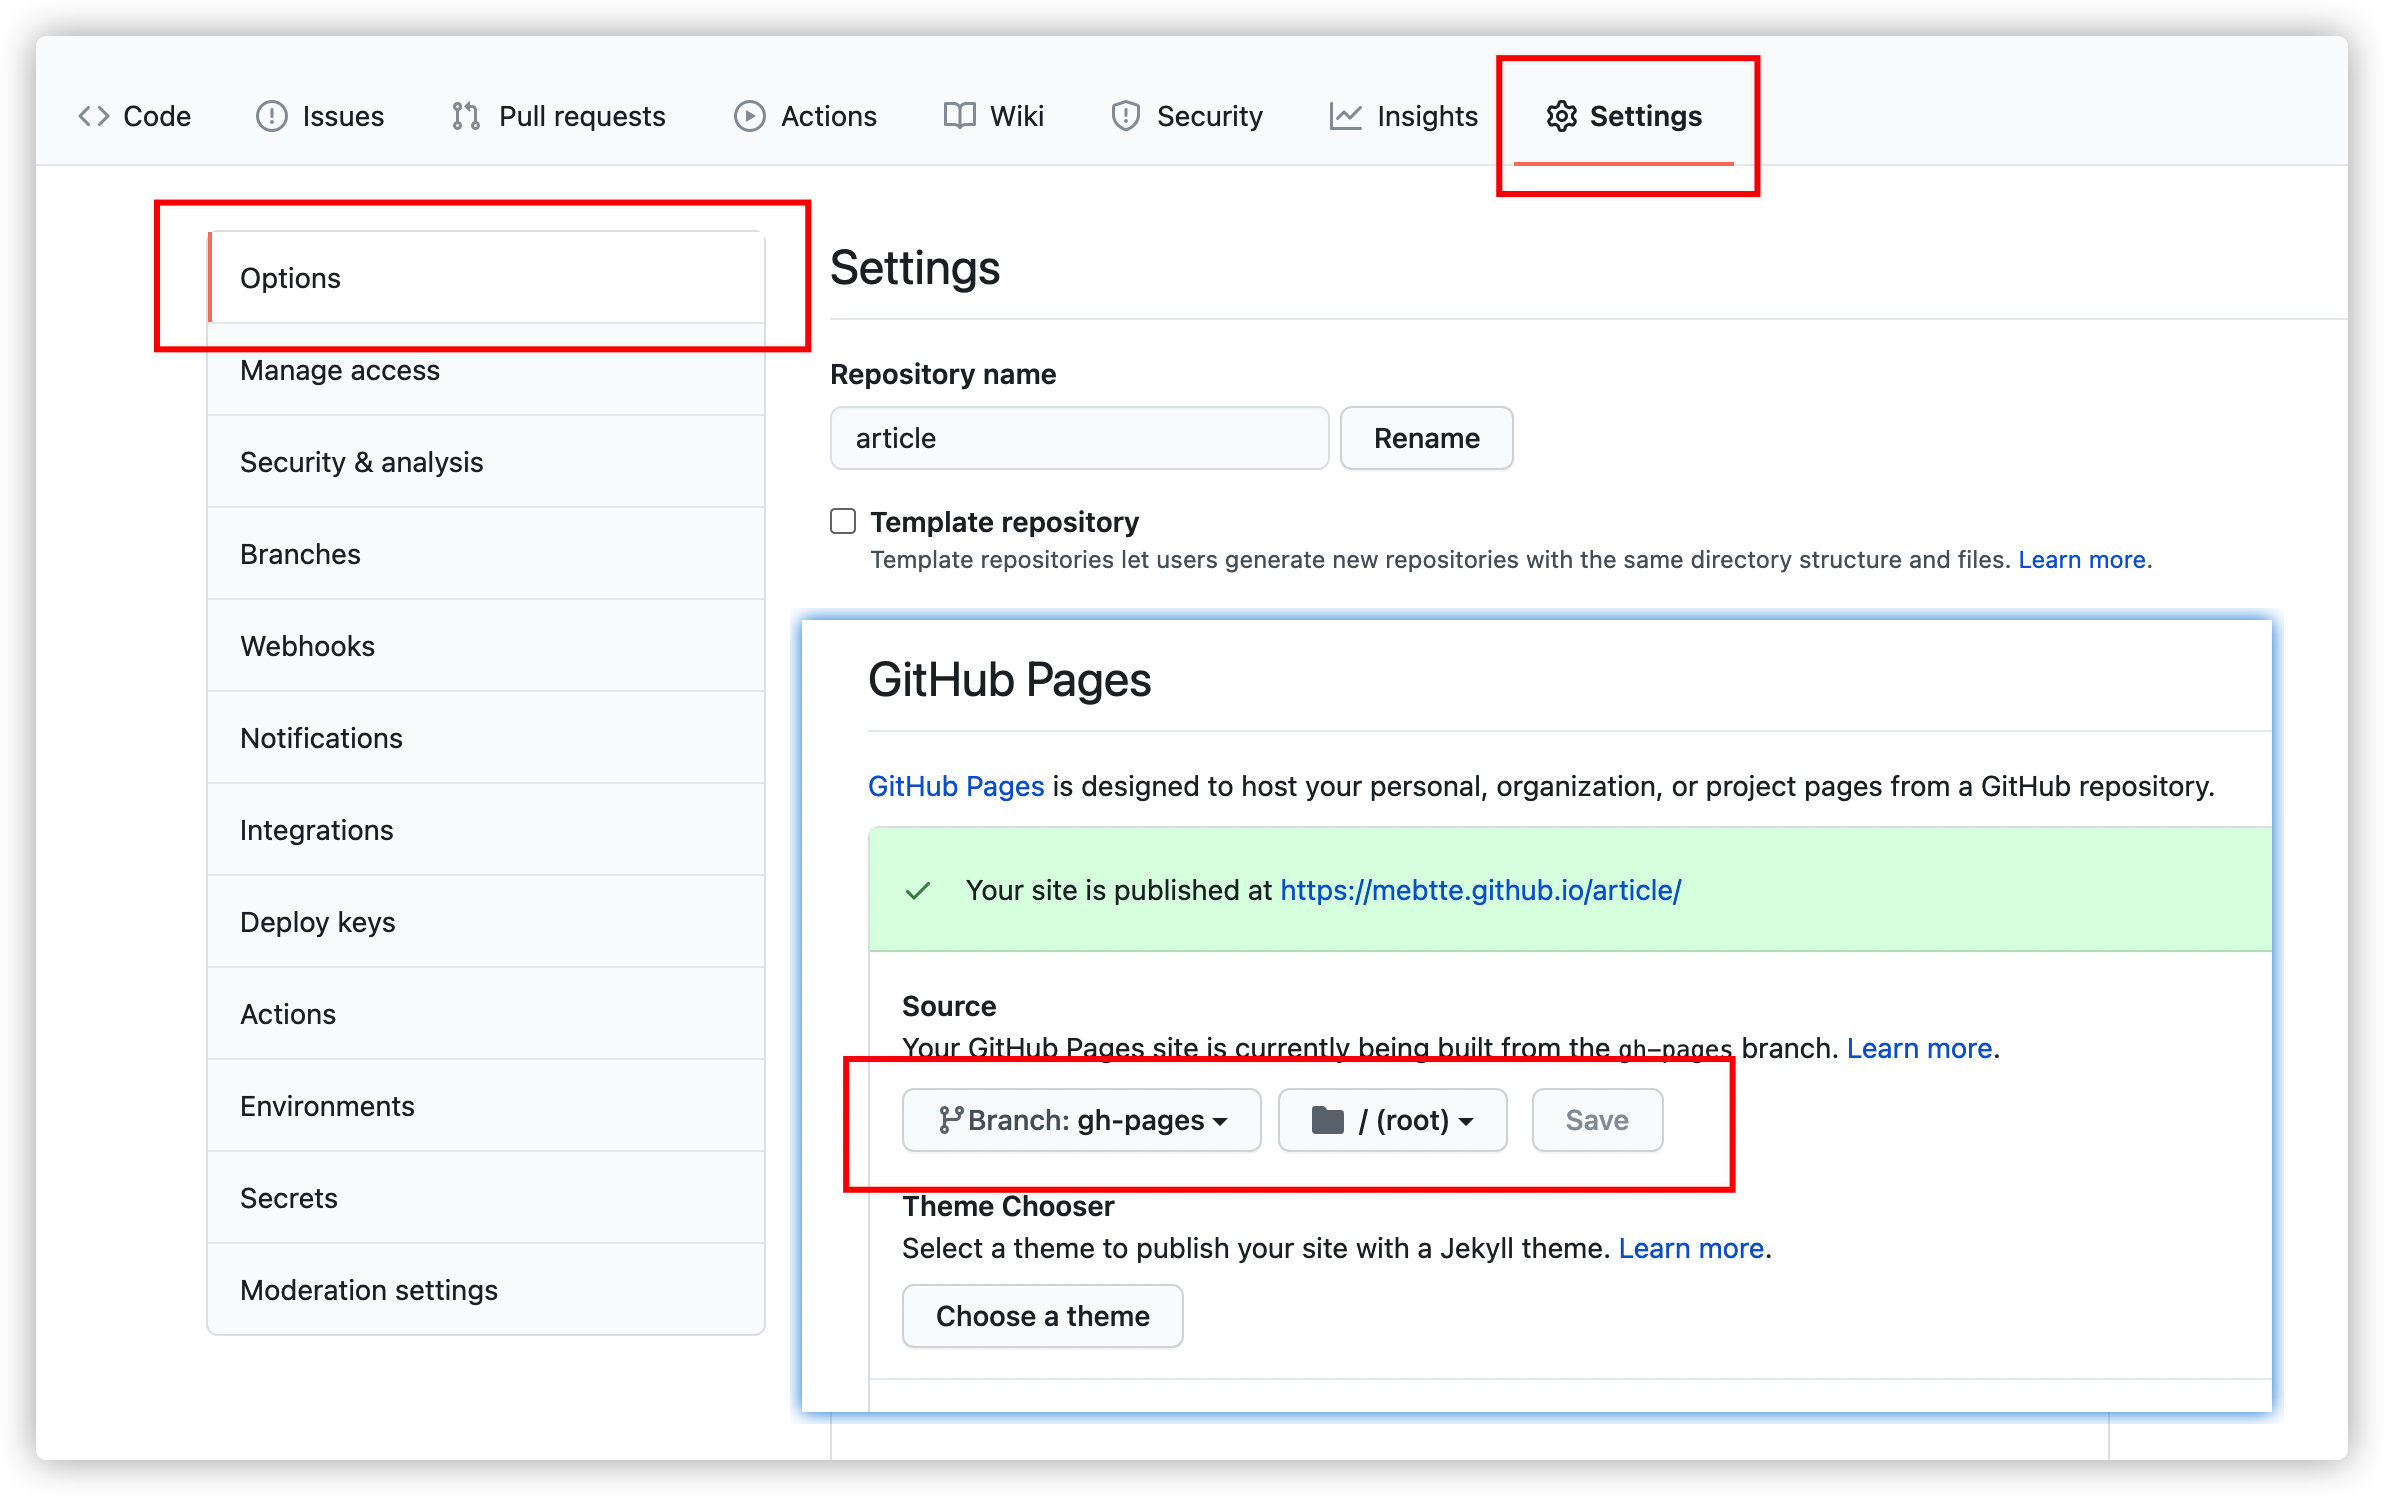 Code Issues Pull requests Actions Wiki Security Insights Settings
Options
Manage access
Security & analysis
Branches
Webhooks
Notifications
Integrations
Deploy keys
Actions
Environments
Secrets
Moderation settings
Settings
Repository name
article Rename
Template repository
Template repositories let users generate new repositories with the same directory structure and files. Learn more.
GitHub Pages
GitHub Pages is designed to host your personal, organization, or project pages from a GitHub repository.
Your site is published at https://mebtte.github.io/article/
Source
Your GitHub Pages site is currently being built from the gh-pages branch. Learn more.
Branch: gh-pages / (root) Save
Theme Chooser
Select a theme to publish your site with a Jekyll theme. Learn more.
Choose a theme